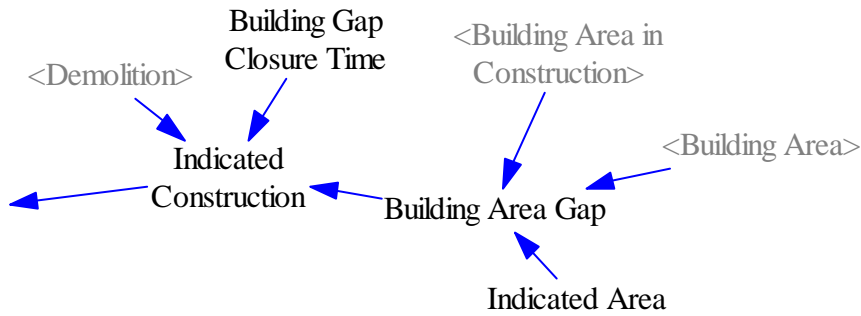 Building Gap
Closure Time
<Building Area in
Construction>
<Demolition>
<Building Area>
Indicated
Construction
Building Area Gap
Indicated Area